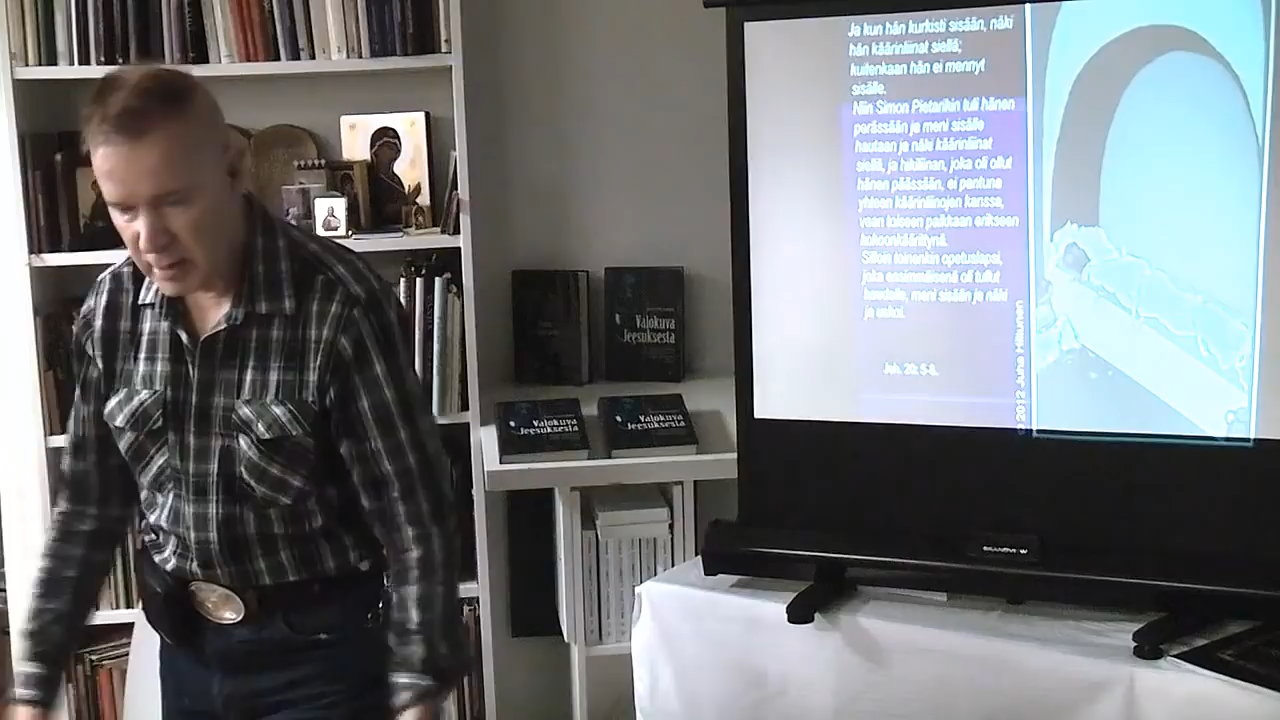 Ja kun hän kurkisti sisään, näki
hän käärinliinat siellä;
kuitenkaan hän ei mennyt
sisälle.
Niin Simon Pietarikin tuli hänen
perässään ja meni sisälle
hautaan ja näki käärinliinat
siellä, ja hikiliinan, joka oli ollut
hänen päässään, ei pantuna
yhteen käärinliinojen kanssa,
vaan toiseen paikkaan erikseen
kokoonkäärittynä.
Silloin toinenkin opetuslapsi,
joka ensimmäisenä oli tullut
haudalle, meni sisään ja näki
ja uskoi.
Joh. 20: 5-8.
© 2012 Juha Hiltunen
Valokuva
Jeesuksesta
Valokuva
Jeesuksesta
Valokuva
Jeesuksesta